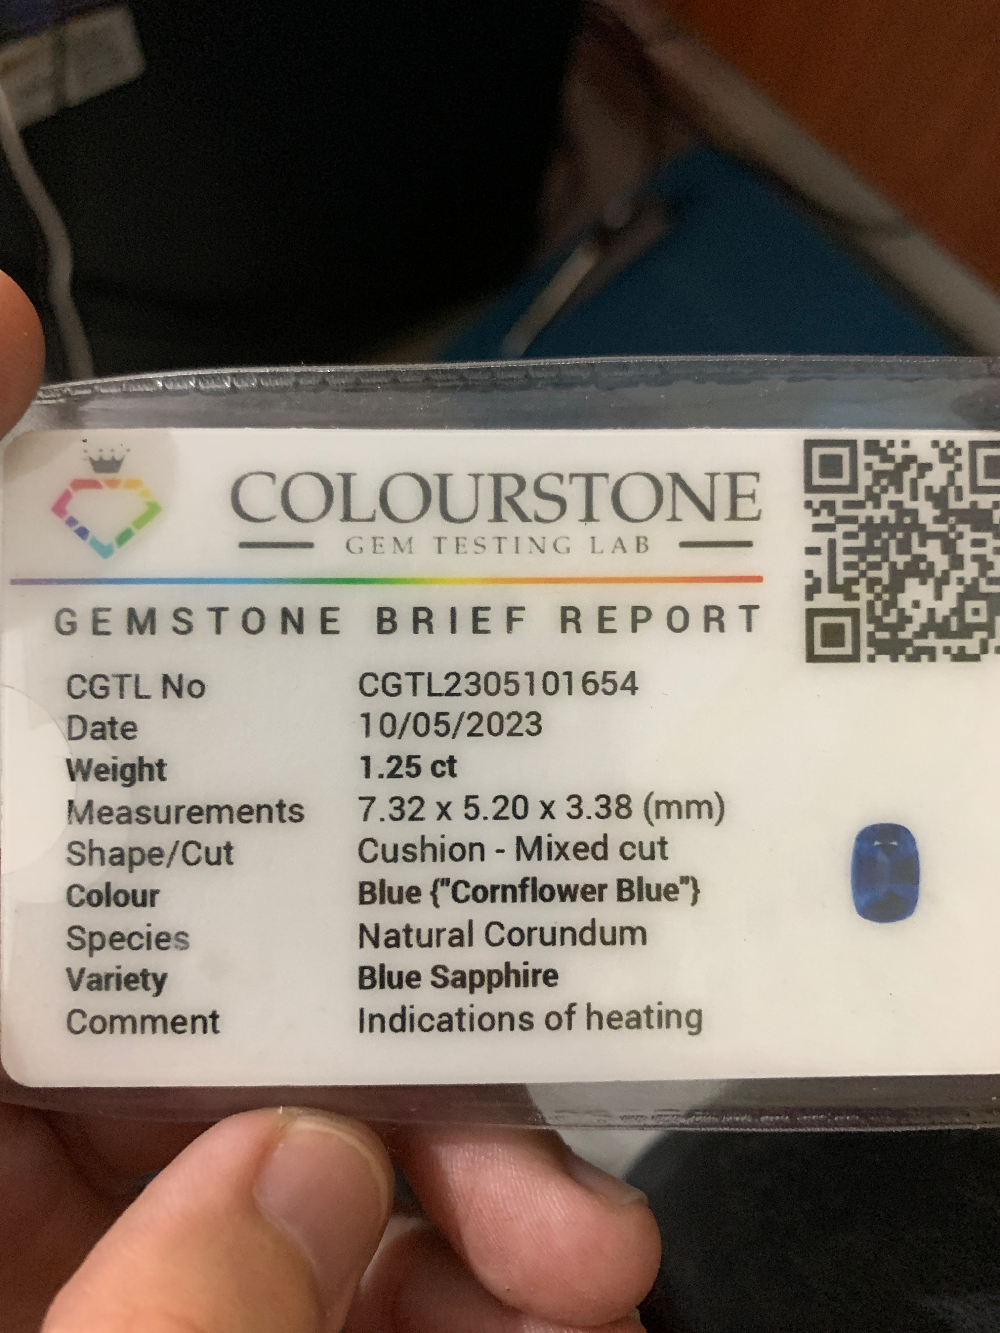 COLOURSTONE
GEM TESTING LAB
GEMSTONE BRIEF REPORT
CGTL No CGTL2305101654
Date 10/05/2023
Weight 1.25 ct
Measurements 7.32 x 5.20 x 3.38 (mm)
Shape/Cut Cushion - Mixed cut
Colour Blue {"Cornflower Blue"}
Species Natural Corundum
Variety Blue Sapphire
Comment Indications of heating